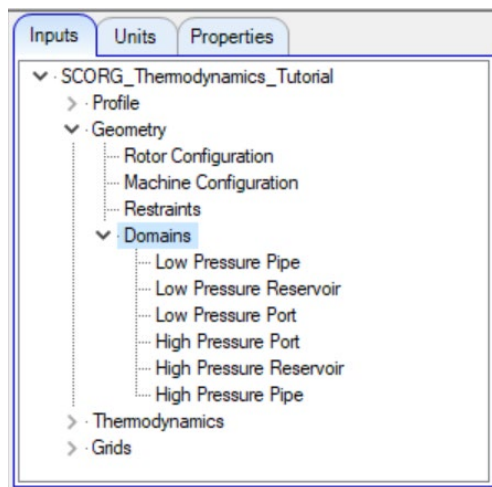 Inputs Units Properties
SCORG_Thermodynamics_Tutorial
Profile
Geometry
Rotor Configuration
Machine Configuration
Restraints
Domains
Low Pressure Pipe
Low Pressure Reservoir
Low Pressure Port
High Pressure Port
High Pressure Reservoir
High Pressure Pipe
Thermodynamics
Grids